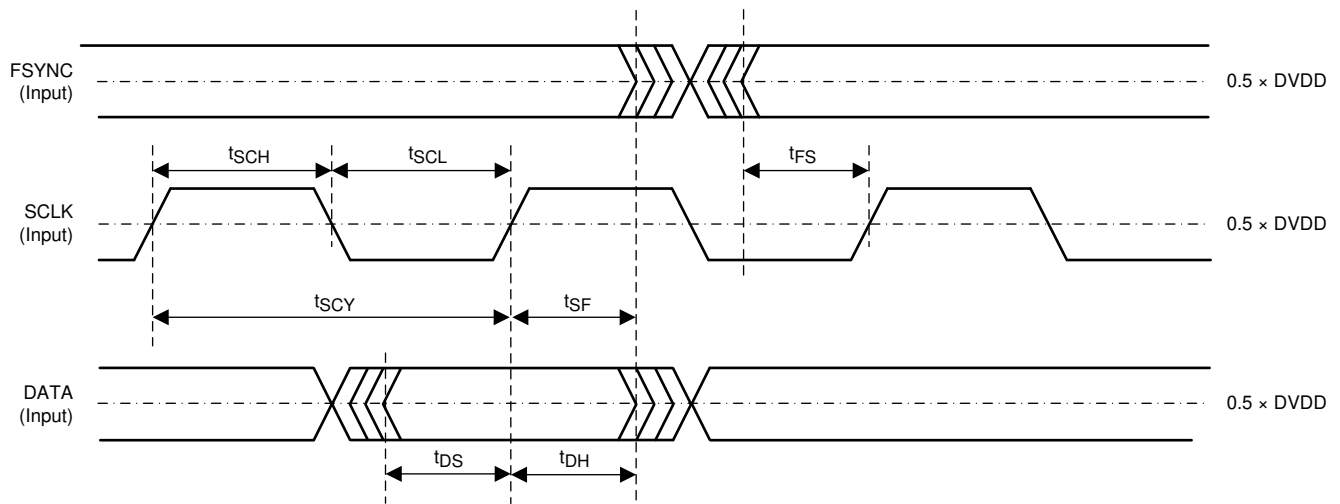 FSYNC
(Input)
0.5 × DVDD
tSCH
tSCL
tFS
SCLK
(Input)
0.5 × DVDD
tSCY
tSF
DATA
(Input)
0.5 × DVDD
tDS
tDH